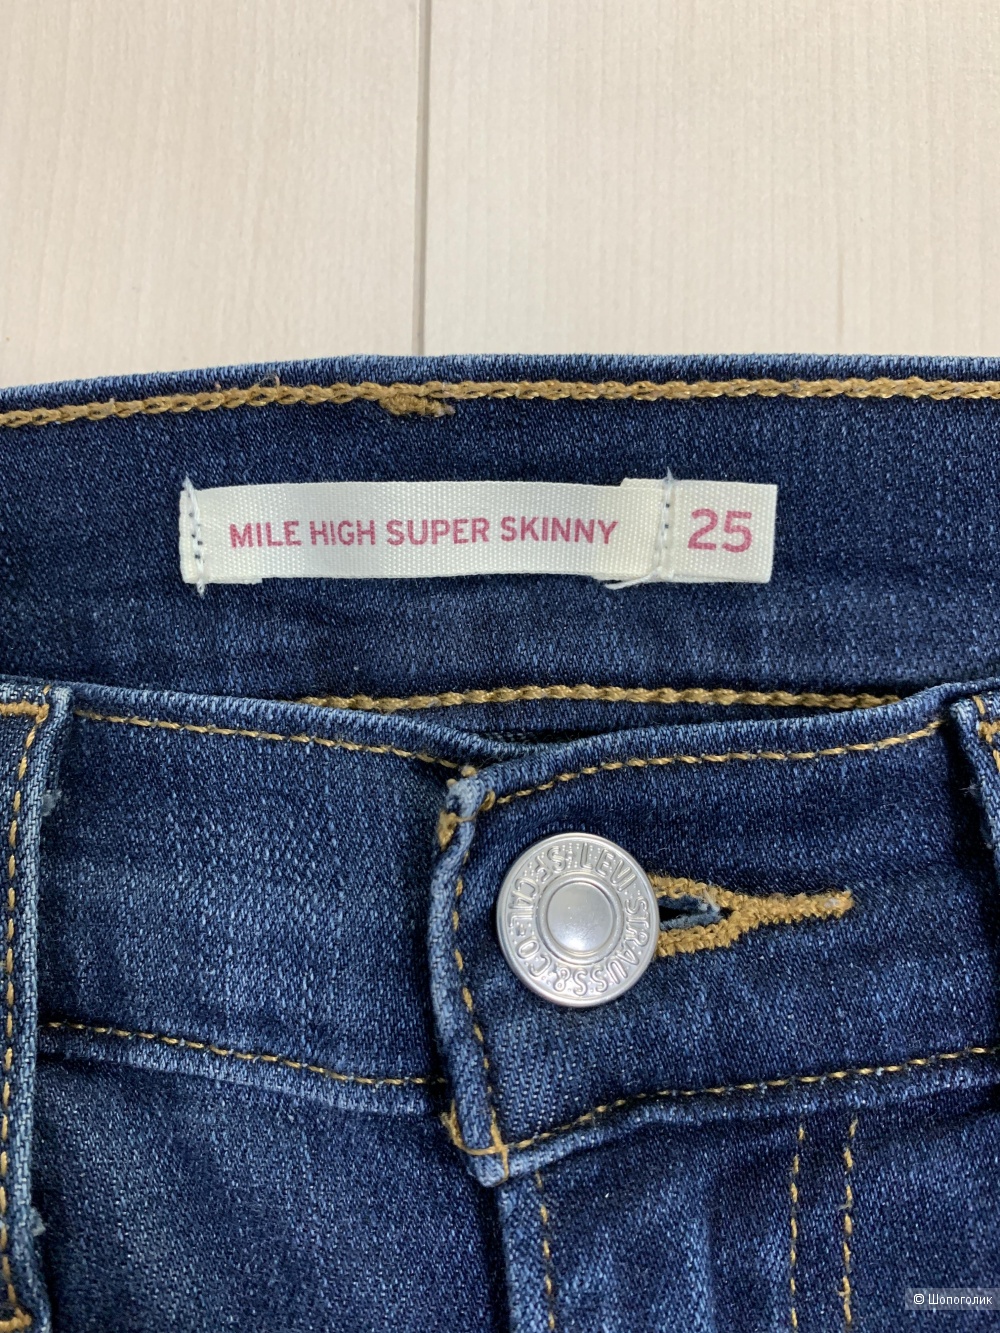 MILE HIGH SUPER SKINNY 25
LEVI STRAUSS & CO
© Шопоголик